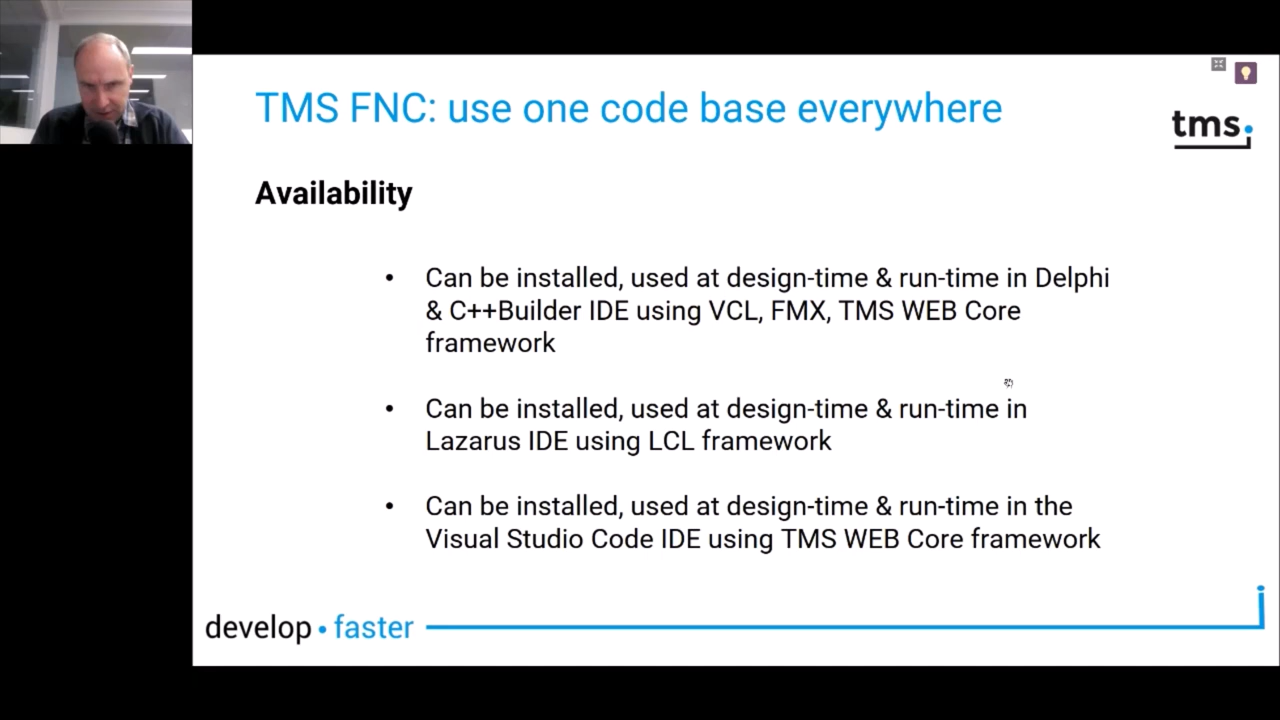 TMS FNC: use one code base everywhere
tms.
Availability
• Can be installed, used at design-time & run-time in Delphi
& C++Builder IDE using VCL, FMX, TMS WEB Core
framework
• Can be installed, used at design-time & run-time in
Lazarus IDE using LCL framework
• Can be installed, used at design-time & run-time in the
Visual Studio Code IDE using TMS WEB Core framework
develop • faster